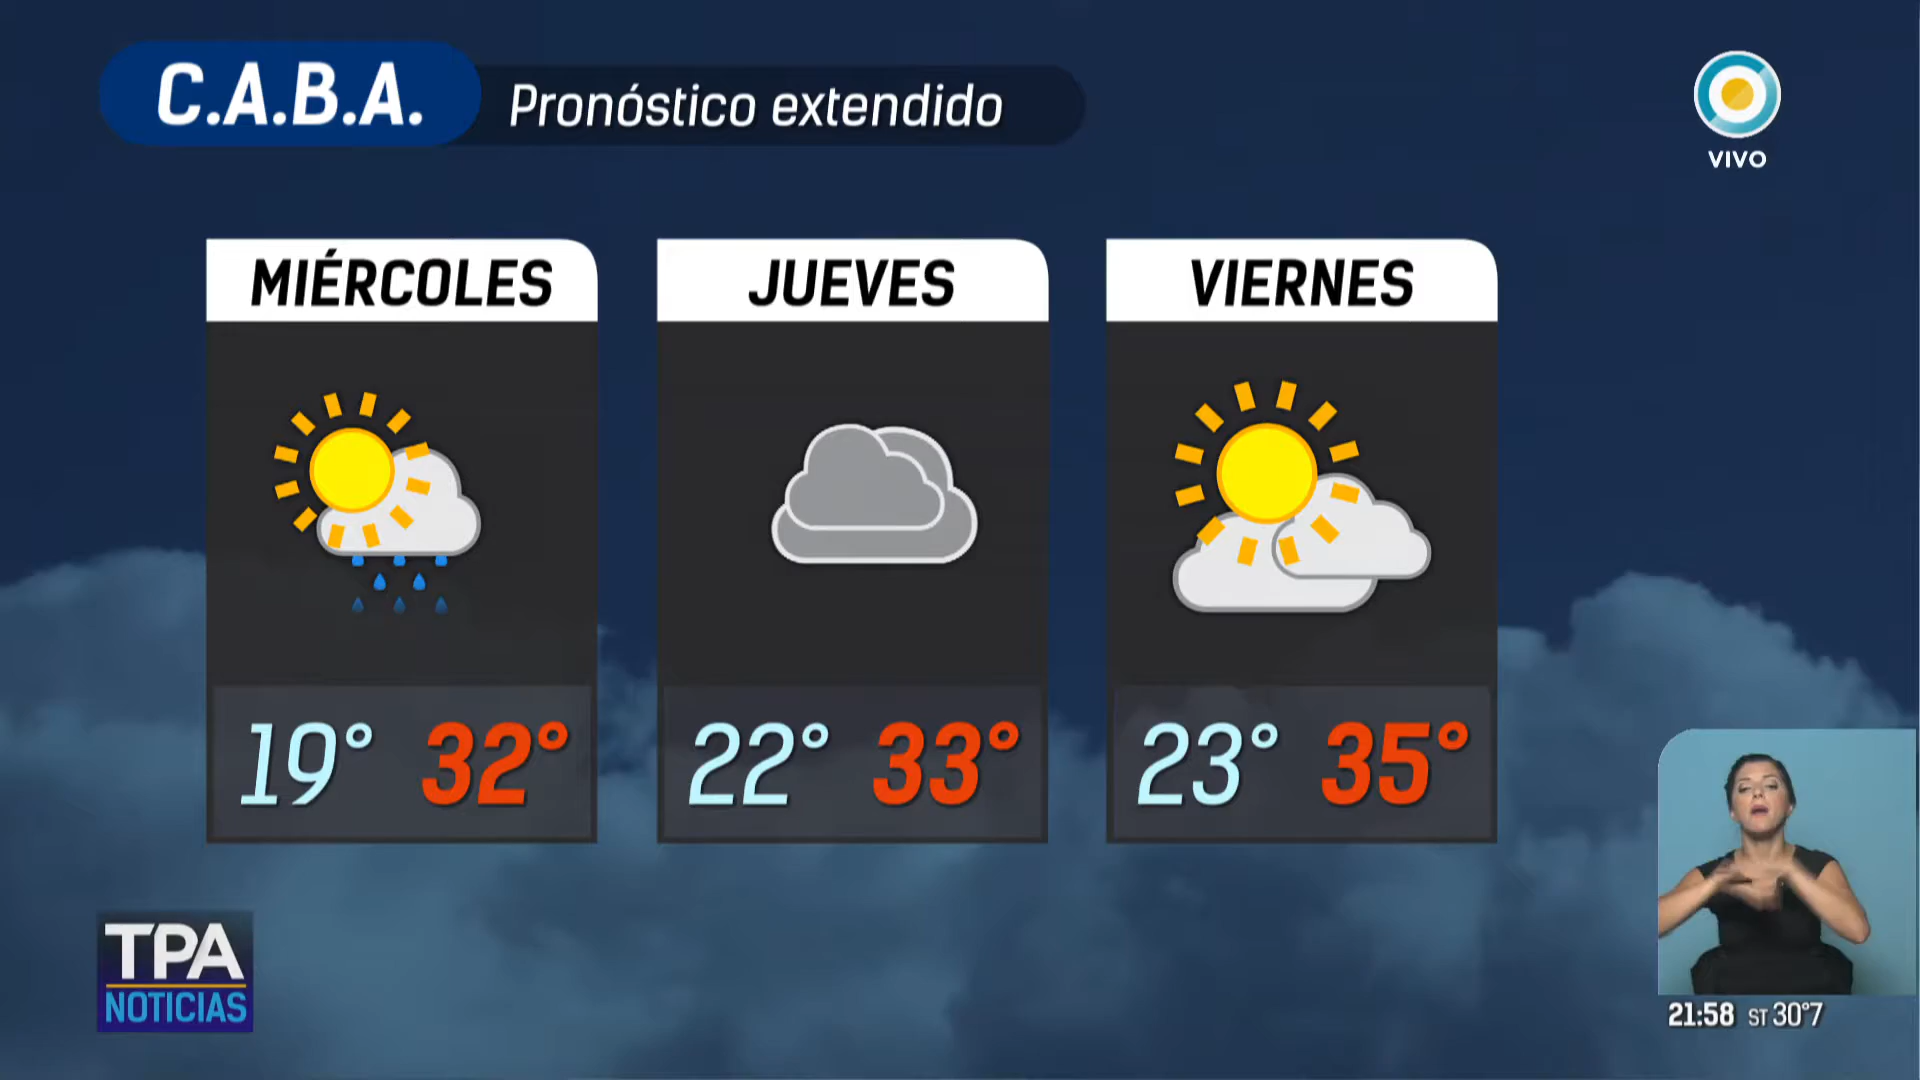 C.A.B.A. Pronóstico extendido
VIVO
MIÉRCOLES
19° 32°
JUEVES
22° 33°
VIERNES
23° 35°
TPA
NOTICIAS
21:58 ST 30°7